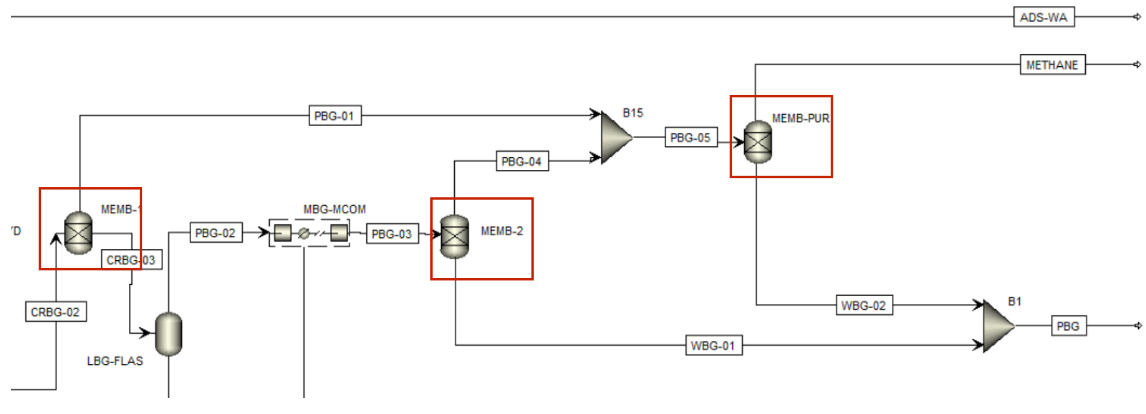 ADS-WA
METHANE
PBG-01
B15
MEMB-PUR
PBG-05
PBG-04
MEMB-1
MBG-MCOM
PBG-02
PBG-03
MEMB-2
YD
CRBG-03
CRBG-02
WBG-02
B1
PBG
WBG-01
LBG-FLAS